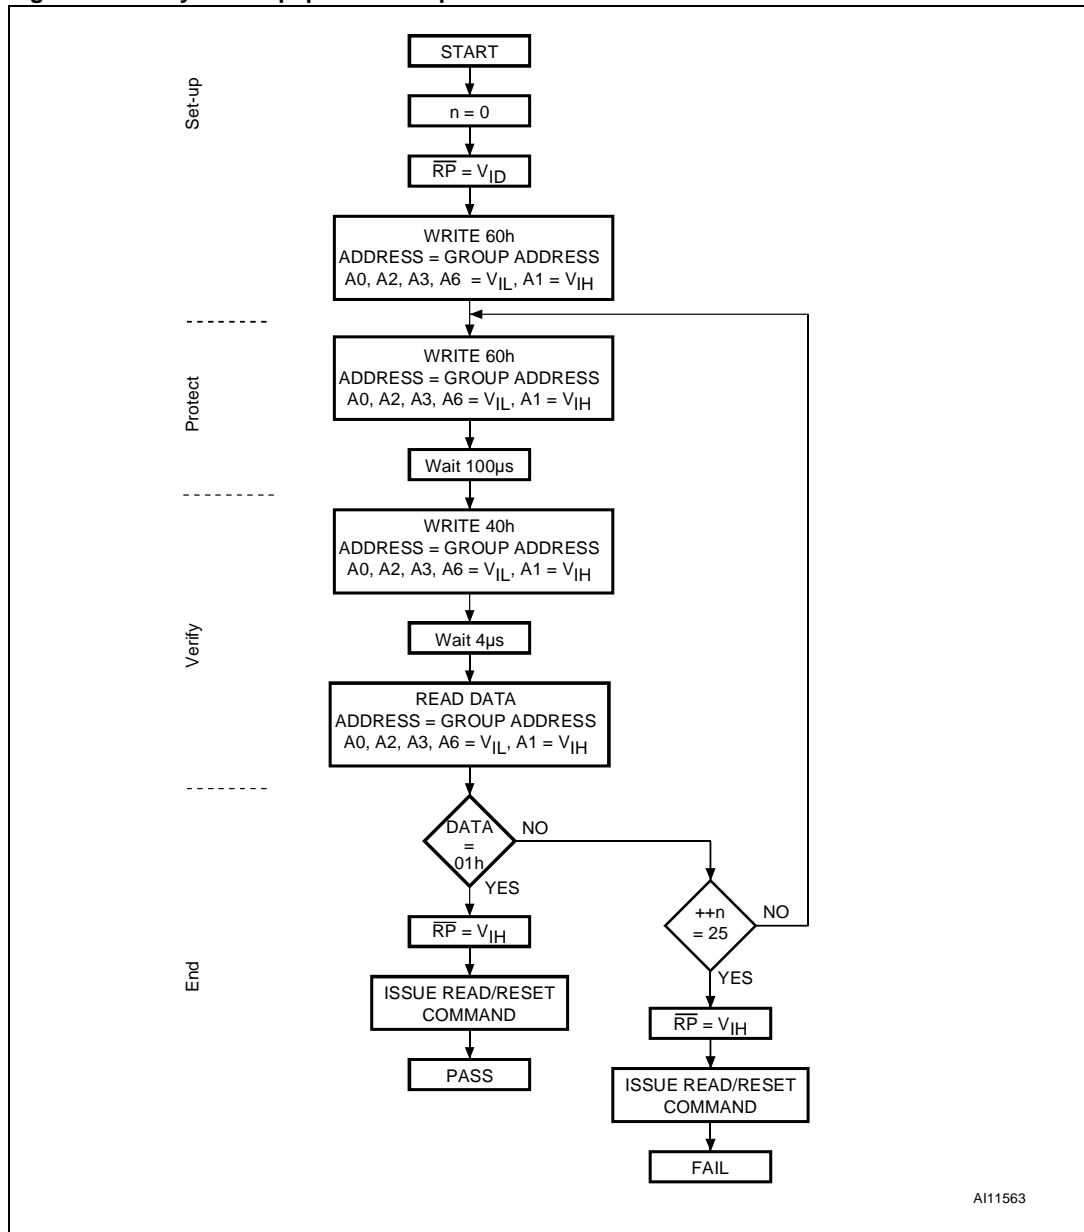 START
n = 0
RP = VID
WRITE 60h
ADDRESS = GROUP ADDRESS
A0, A2, A3, A6 = VIL, A1 = VIH
WRITE 60h
ADDRESS = GROUP ADDRESS
A0, A2, A3, A6 = VIL, A1 = VIH
Wait 100µs
WRITE 40h
ADDRESS = GROUP ADDRESS
A0, A2, A3, A6 = VIL, A1 = VIH
Wait 4µs
READ DATA
ADDRESS = GROUP ADDRESS
A0, A2, A3, A6 = VIL, A1 = VIH
DATA
=
01h
NO
YES
++n
= 25
NO
YES
RP = VIH
ISSUE READ/RESET
COMMAND
PASS
RP = VIH
ISSUE READ/RESET
COMMAND
FAIL
Set-up
Protect
Verify
End
AI11563